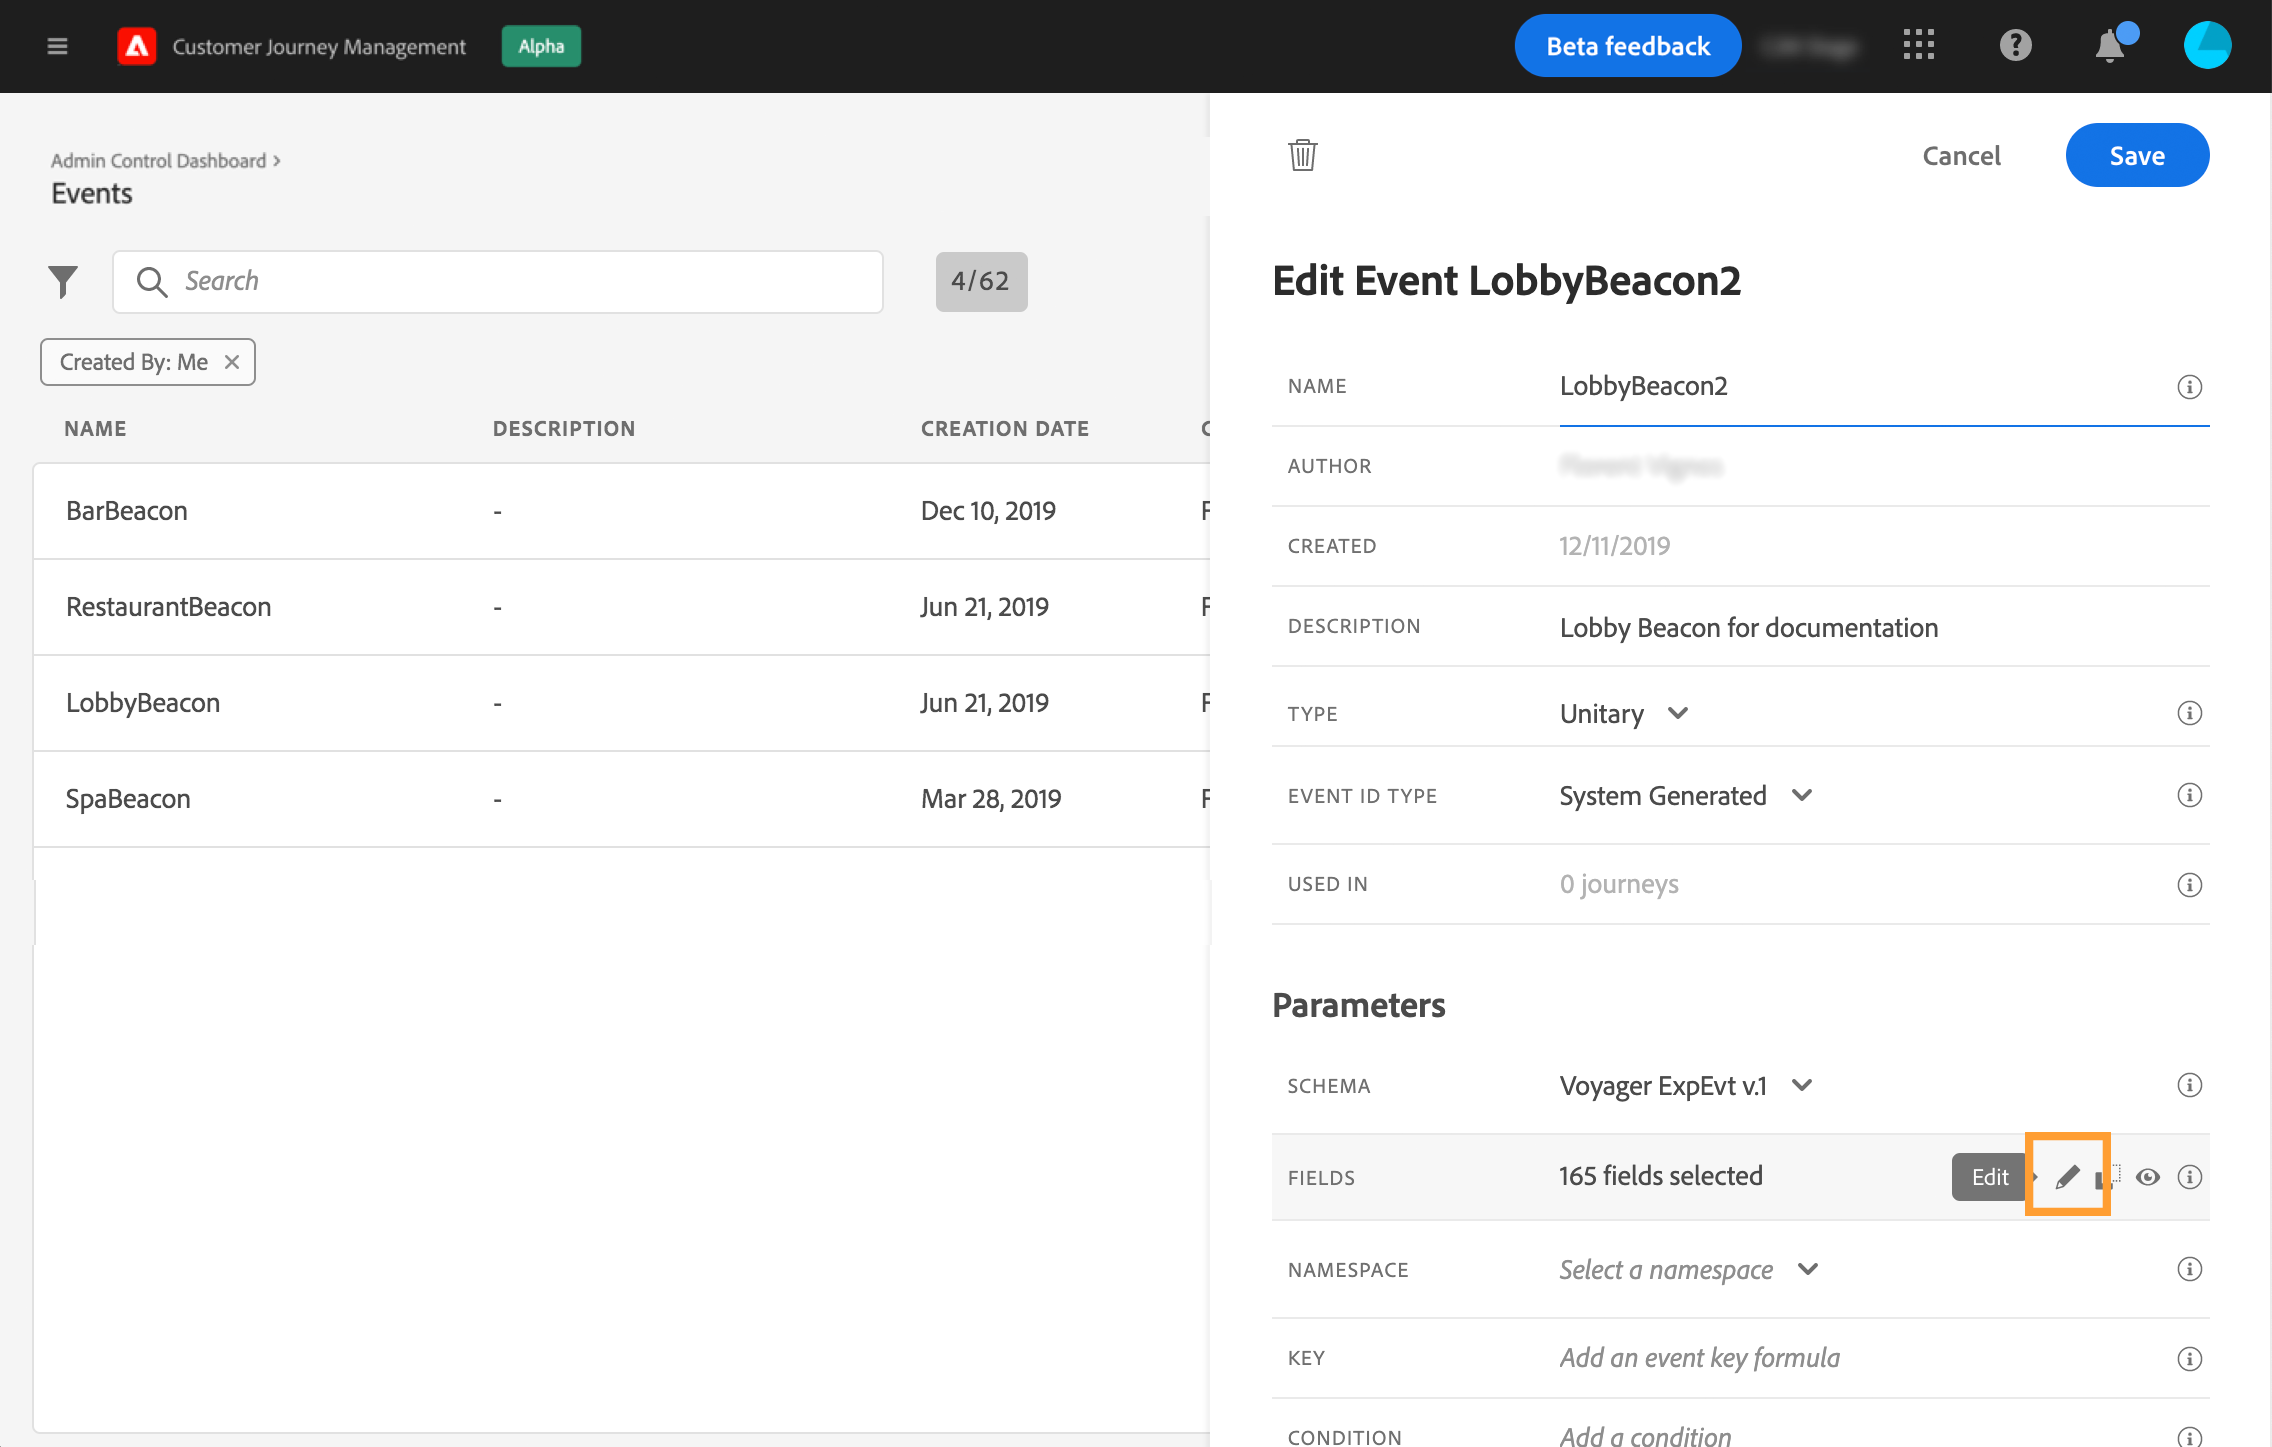 Customer Journey Management Alpha Beta feedback
Admin Control Dashboard >
Events
Search 4/62
Created By: Me
NAME DESCRIPTION CREATION DATE
BarBeacon - Dec 10, 2019
RestaurantBeacon - Jun 21, 2019
LobbyBeacon - Jun 21, 2019
SpaBeacon - Mar 28, 2019
Cancel Save
Edit Event LobbyBeacon2
NAME LobbyBeacon2
AUTHOR
CREATED 12/11/2019
DESCRIPTION Lobby Beacon for documentation
TYPE Unitary
EVENT ID TYPE System Generated
USED IN 0 journeys
Parameters
SCHEMA Voyager ExpEvt v.1
FIELDS 165 fields selected Edit
NAMESPACE Select a namespace
KEY Add an event key formula
CONDITION Add a condition